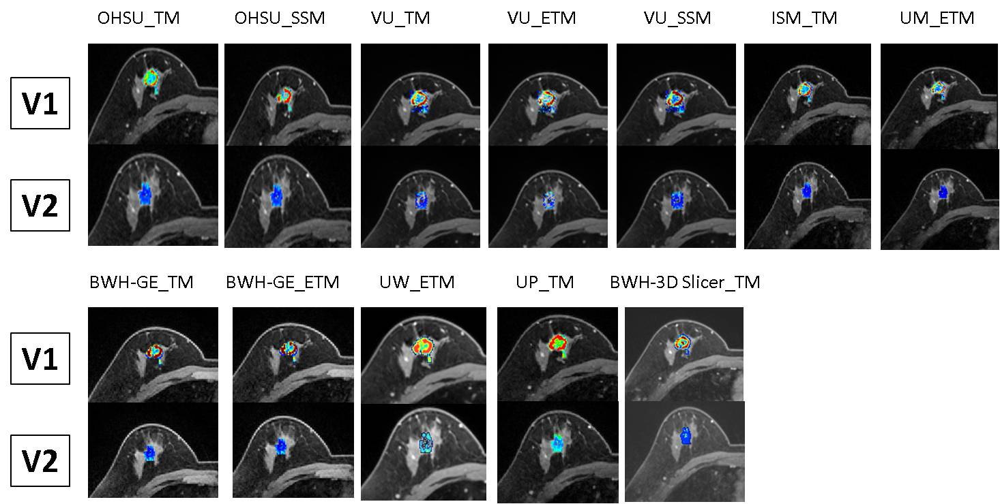 OHSU_TM OHSU_SSM VU_TM VU_ETM VU_SSM ISM_TM UM_ETM
V1
V2
BWH-GE_TM BWH-GE_ETM UW_ETM UP_TM BWH-3D Slicer_TM
V1
V2